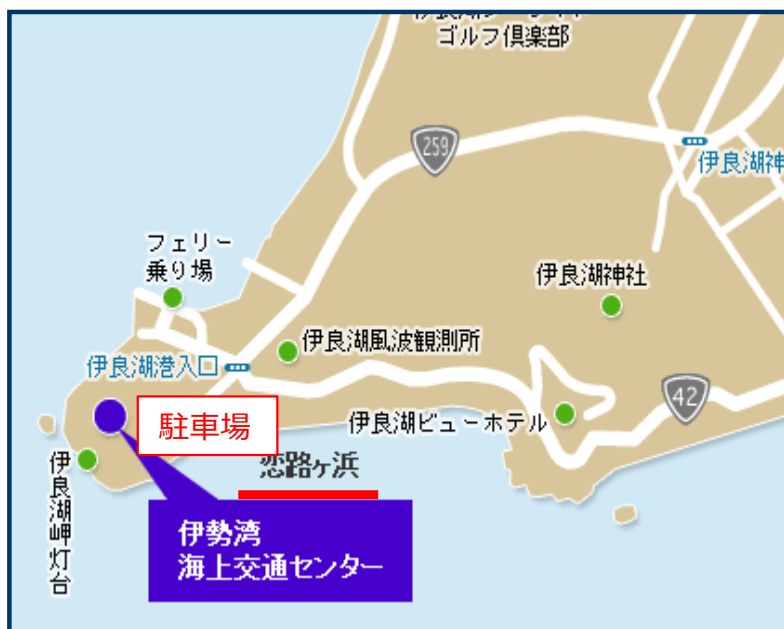 ゴルフ倶楽部
259
伊良湖神
フェリー
乗り場
伊良湖神社
伊良湖風波観測所
伊良湖港入口
42
駐車場
伊良湖ビューホテル
恋路ヶ浜
伊良湖岬灯台
伊勢湾
海上交通センター